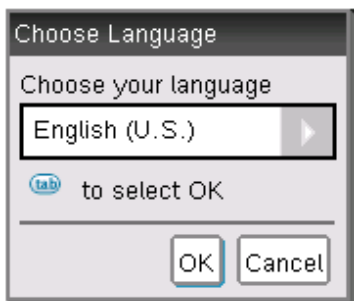 Choose Language
Choose your language
English (U.S.)
tab to select OK
OK Cancel